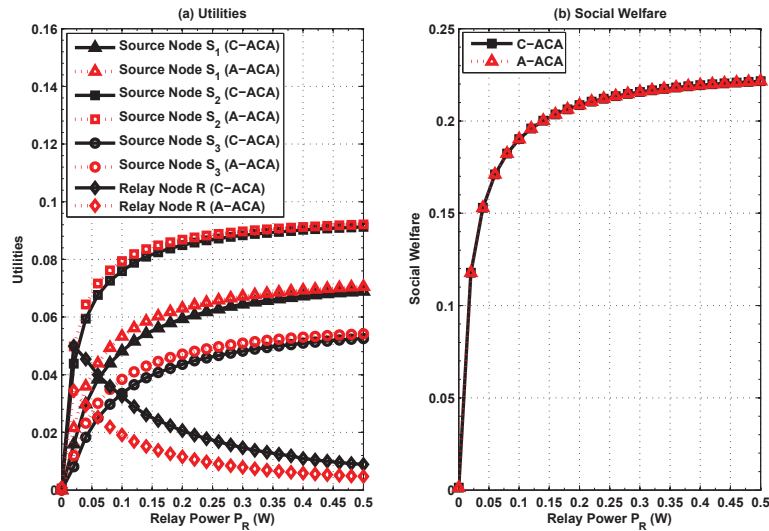 (a) Utilities
0.16
0.14
0.12
0.1
0.08
0.06
0.04
0.02
0
Utilities
Source Node S1 (C−ACA)
Source Node S1 (A−ACA)
Source Node S2 (C−ACA)
Source Node S2 (A−ACA)
Source Node S3 (C−ACA)
Source Node S3 (A−ACA)
Relay Node R (C−ACA)
Relay Node R (A−ACA)
0 0.05 0.1 0.15 0.2 0.25 0.3 0.35 0.4 0.45 0.5
Relay Power PR (W)
(b) Social Welfare
0.25
0.2
0.15
0.1
0.05
0
Social Welfare
C−ACA
A−ACA
0 0.05 0.1 0.15 0.2 0.25 0.3 0.35 0.4 0.45 0.5
Relay Power PR (W)